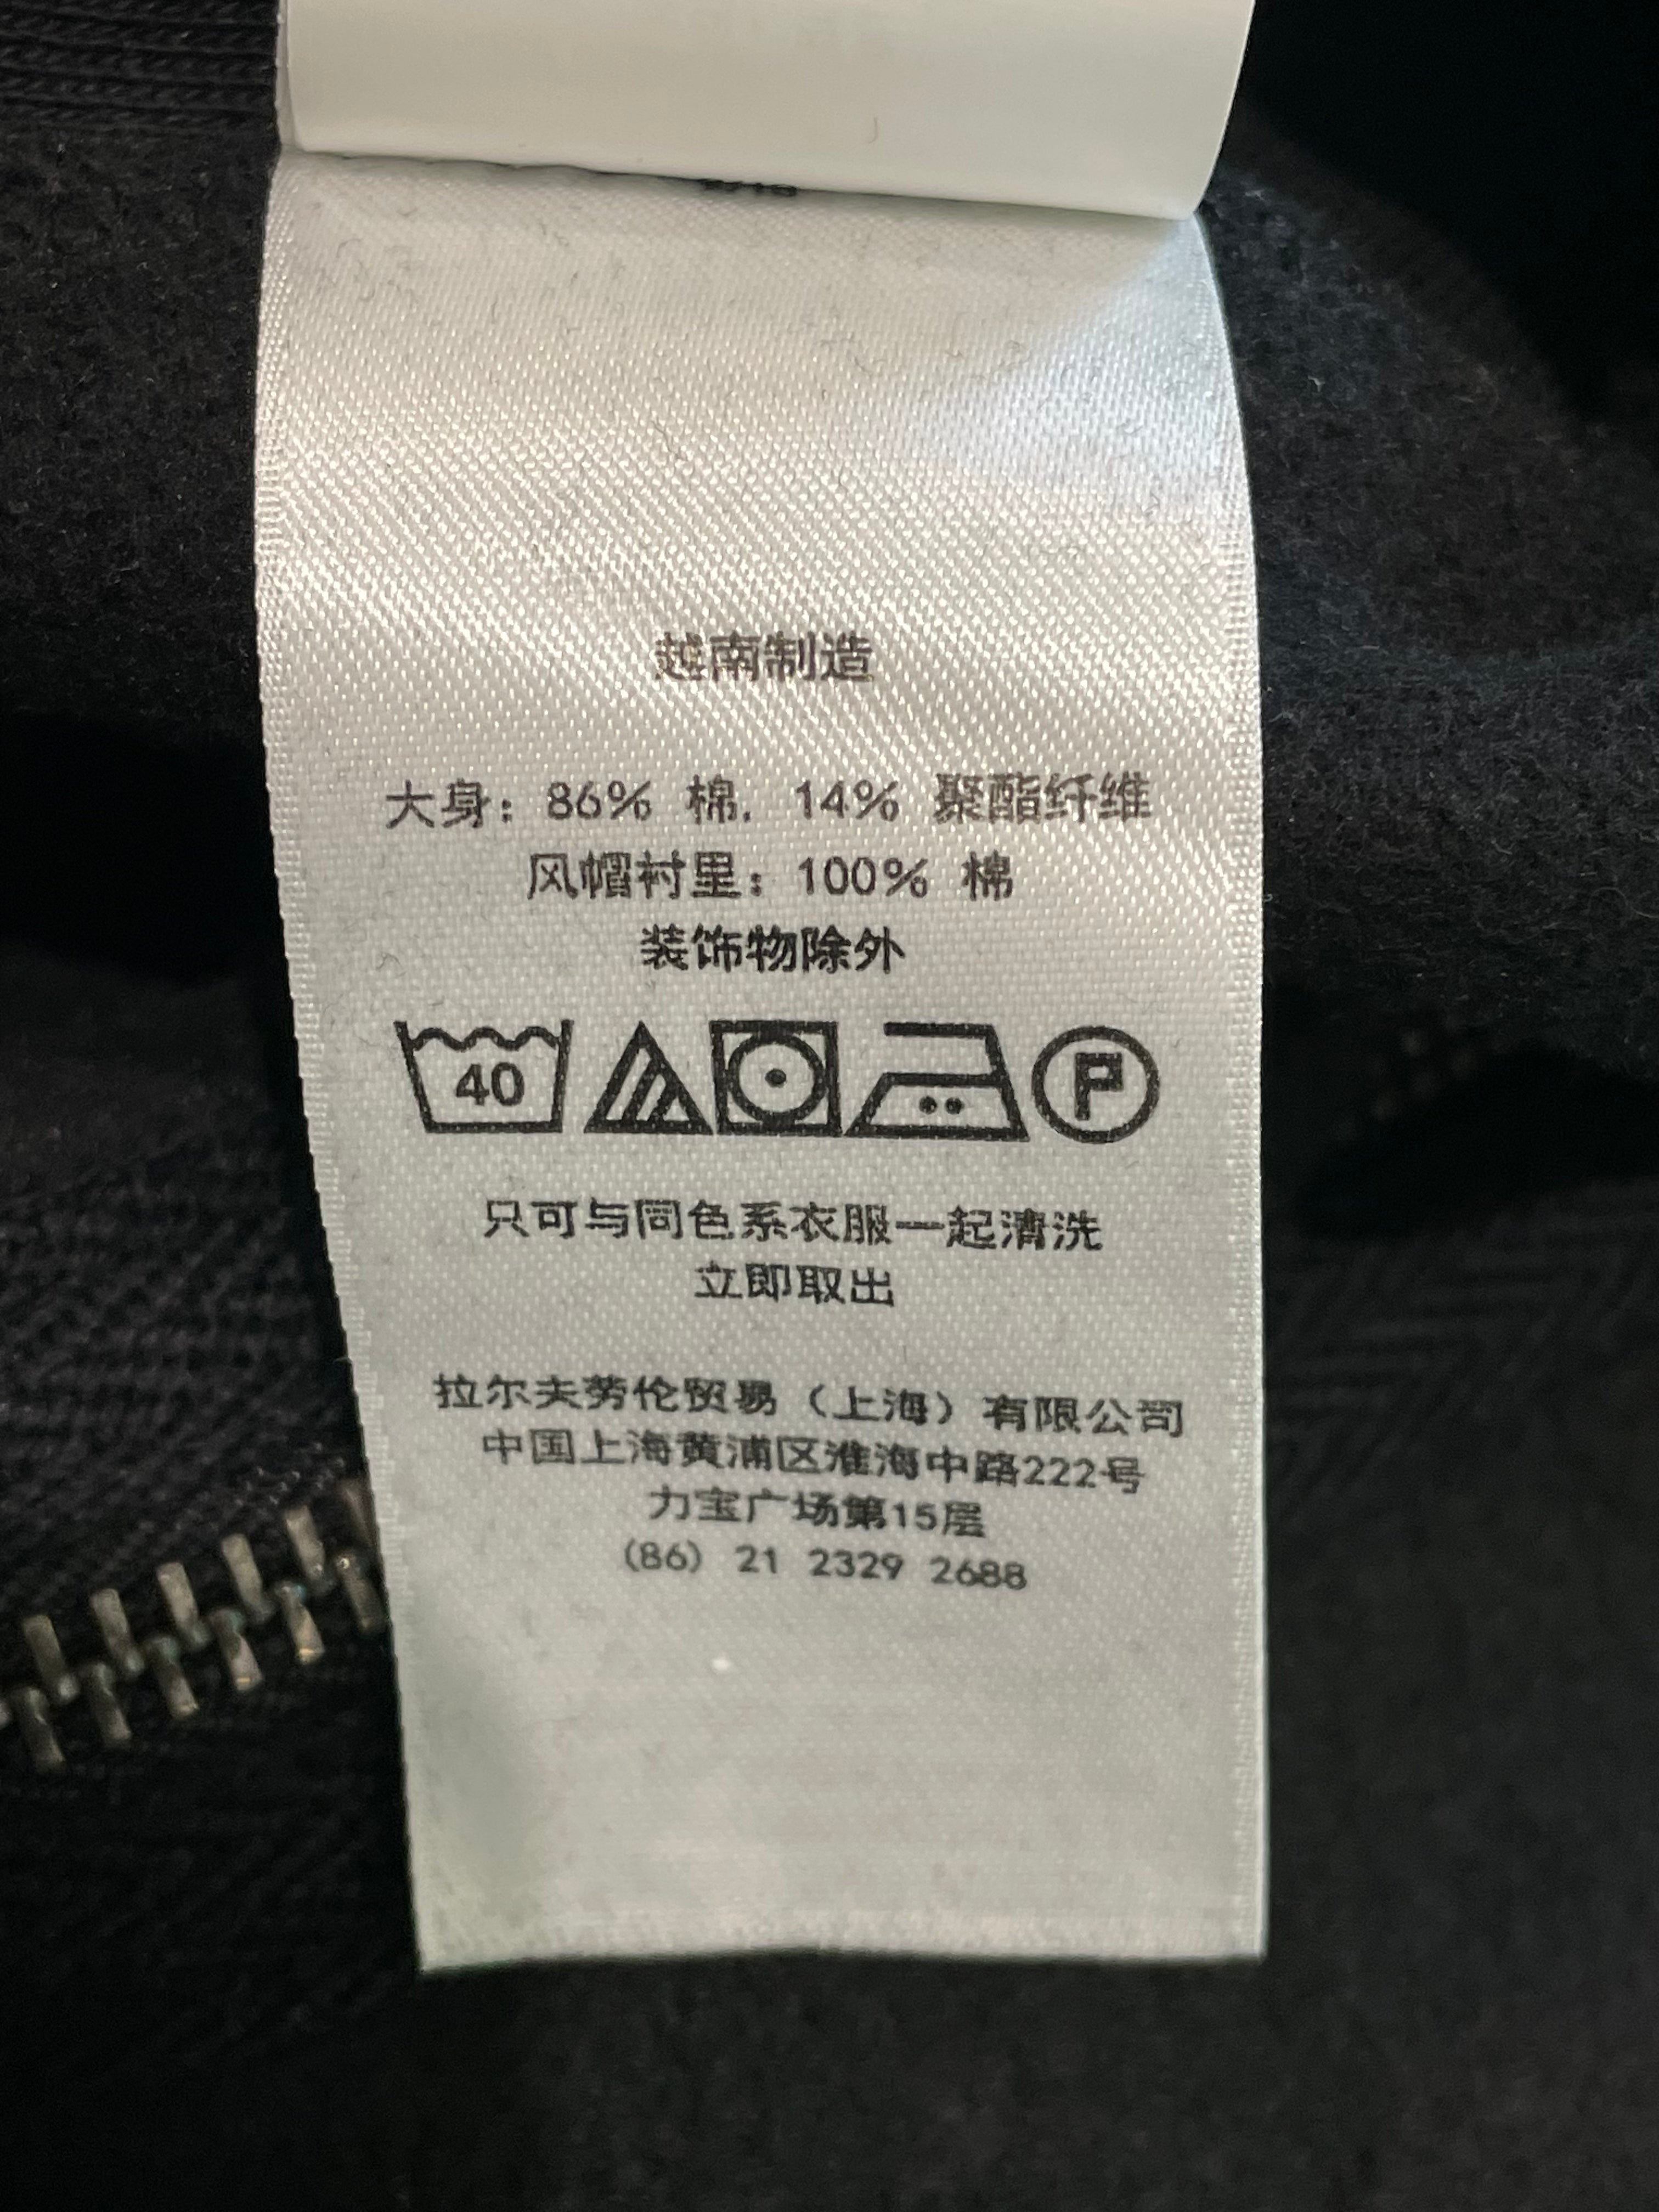 越南制造
大身：86% 棉, 14% 聚酯纤维
风帽衬里：100% 棉
装饰物除外
40 P
只可与同色系衣服一起清洗
立即取出
拉尔夫劳伦贸易（上海）有限公司
中国上海黄浦区淮海中路222号
力宝广场第15层
(86) 21 2329 2688